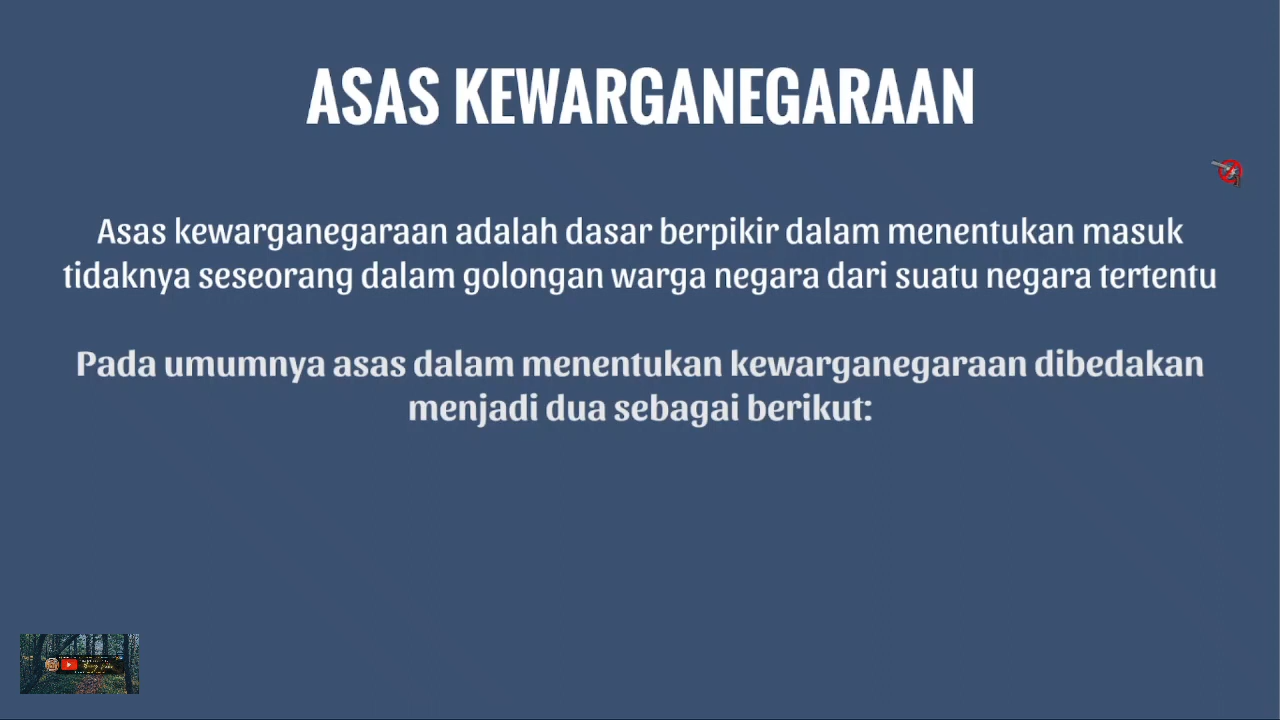 ASAS KEWARGANEGARAAN
Asas kewarganegaraan adalah dasar berpikir dalam menentukan masuk
tidaknya seseorang dalam golongan warga negara dari suatu negara tertentu
Pada umumnya asas dalam menentukan kewarganegaraan dibedakan
menjadi dua sebagai berikut: